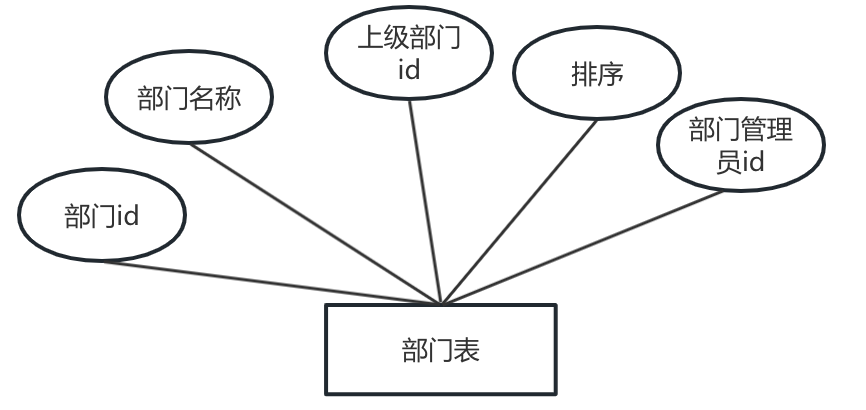 上级部门
id
排序
部门名称
部门管理
员id
部门id
部门表